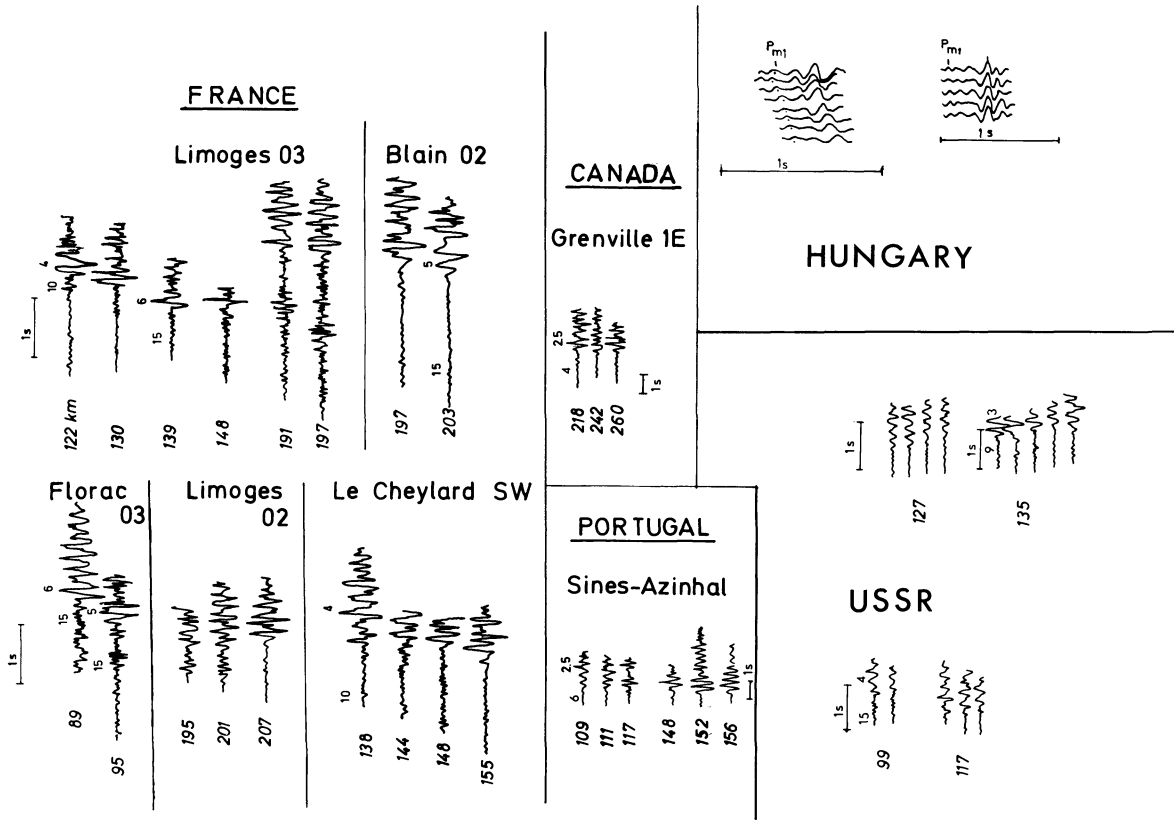 FRANCE
Limoges 03
Blain 02
4
10
1s
6
15
5
15
122 km
130
139
148
191
197
197
203
Florac
03
Limoges
02
Le Cheylard SW
6
15
5
15
1s
4
10
89
95
195
201
207
138
144
148
155
CANADA
Grenville 1E
2.5
4
1s
218
242
260
PORTUGAL
Sines-Azinhal
2.5
6
1s
109
111
117
148
152
156
Pm1
Pm1
1s
1s
HUNGARY
1s
1s
3
9
127
135
USSR
1s
4
15
99
117